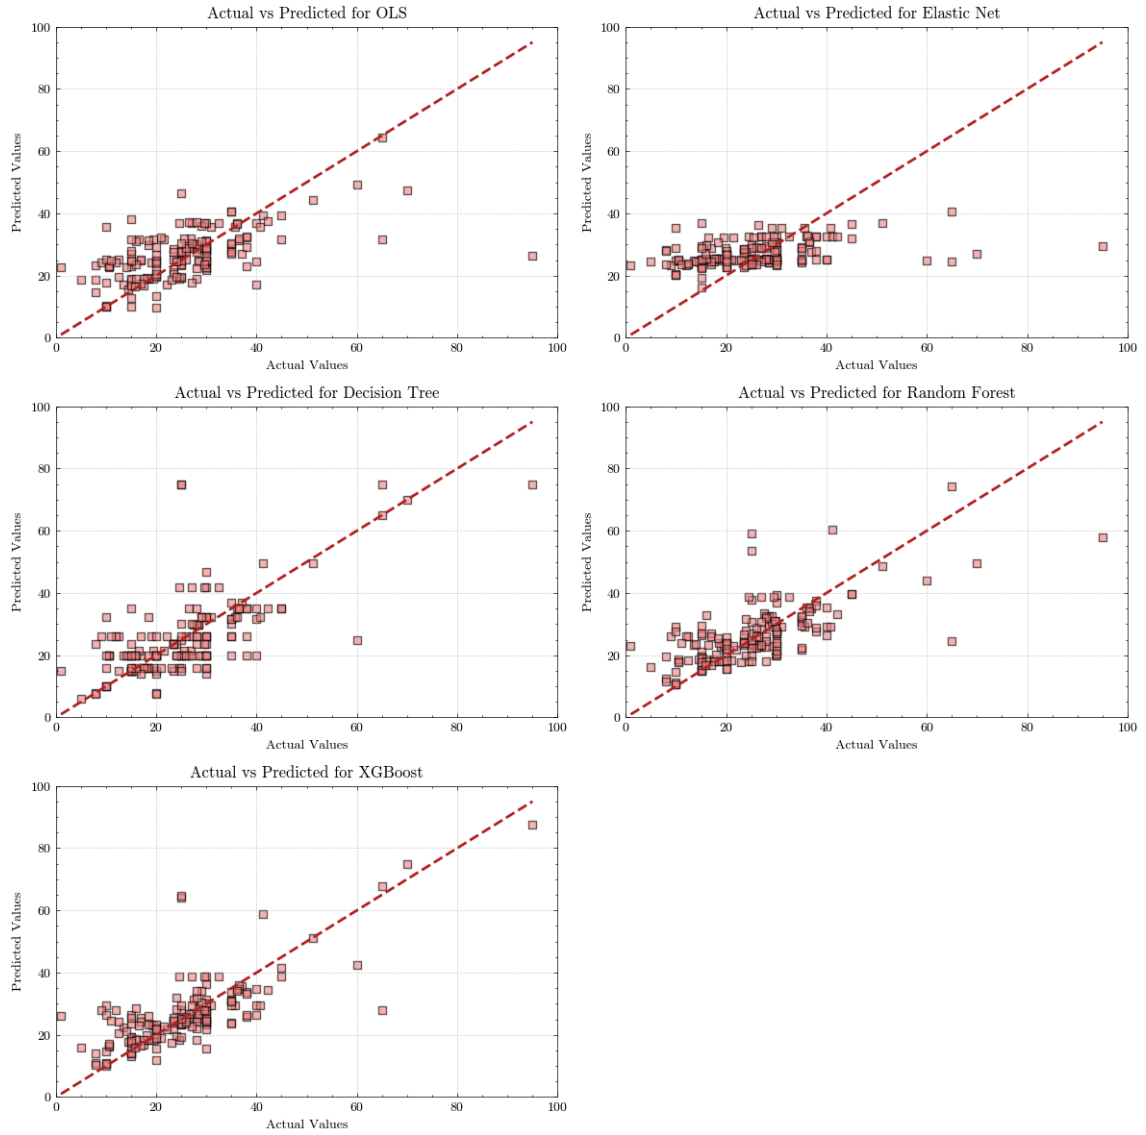 Actual vs Predicted for OLS
100
80
60
40
20
0
Predicted Values
0 20 40 60 80 100
Actual Values
Actual vs Predicted for Elastic Net
100
80
60
40
20
0
Predicted Values
0 20 40 60 80 100
Actual Values
Actual vs Predicted for Decision Tree
100
80
60
40
20
0
Predicted Values
0 20 40 60 80 100
Actual Values
Actual vs Predicted for Random Forest
100
80
60
40
20
0
Predicted Values
0 20 40 60 80 100
Actual Values
Actual vs Predicted for XGBoost
100
80
60
40
20
0
Predicted Values
0 20 40 60 80 100
Actual Values